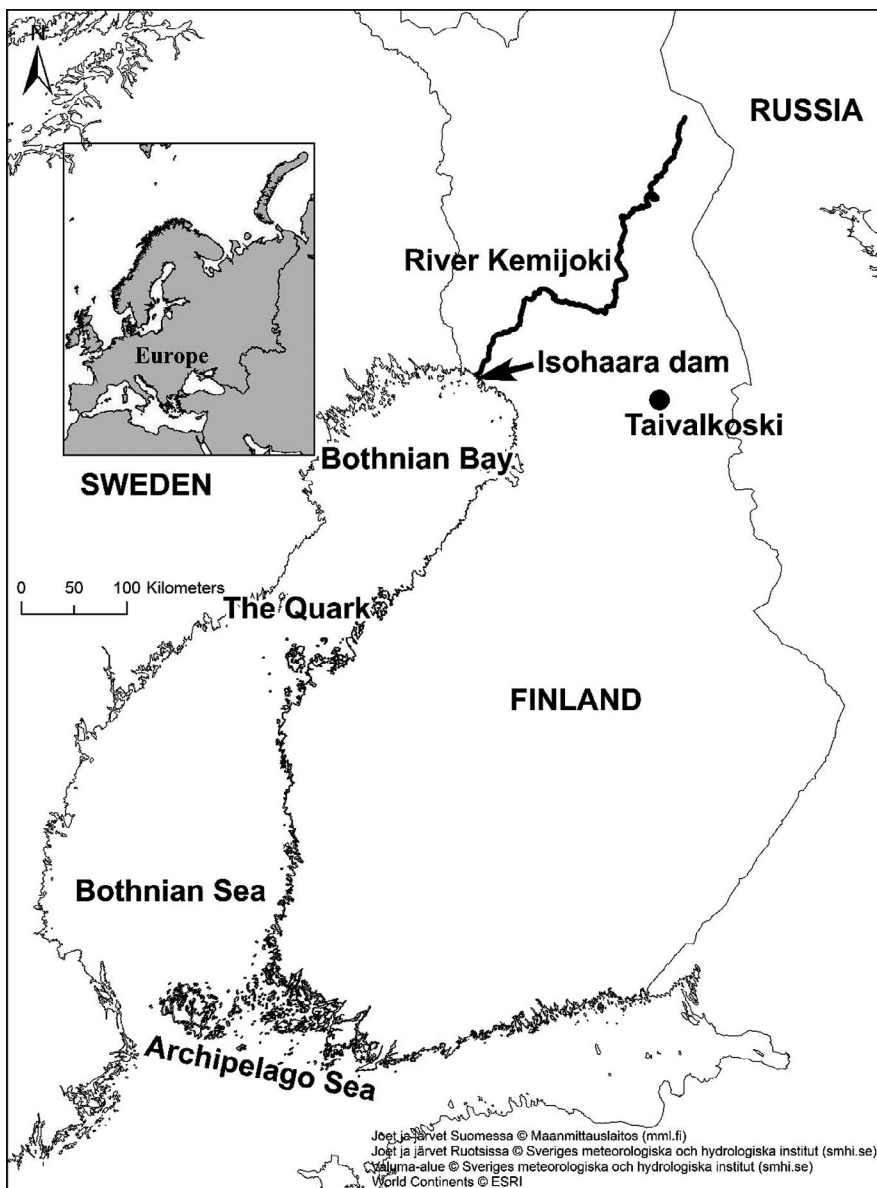 N
RUSSIA
River Kemijoki
Europe
Isohaara dam
Taivalkoski
Bothnian Bay
SWEDEN
0 50 100 Kilometers
The Quark
FINLAND
Bothnian Sea
Archipelago Sea
Joet ja järvet Suomessa © Maanmittauslaitos (mml.fi)
Joet ja järvet Ruotsissa © Sveriges meteorologiska och hydrologiska institut (smhi.se)
Valuma-alue © Sveriges meteorologiska och hydrologiska institut (smhi.se)
World Continents © ESRI